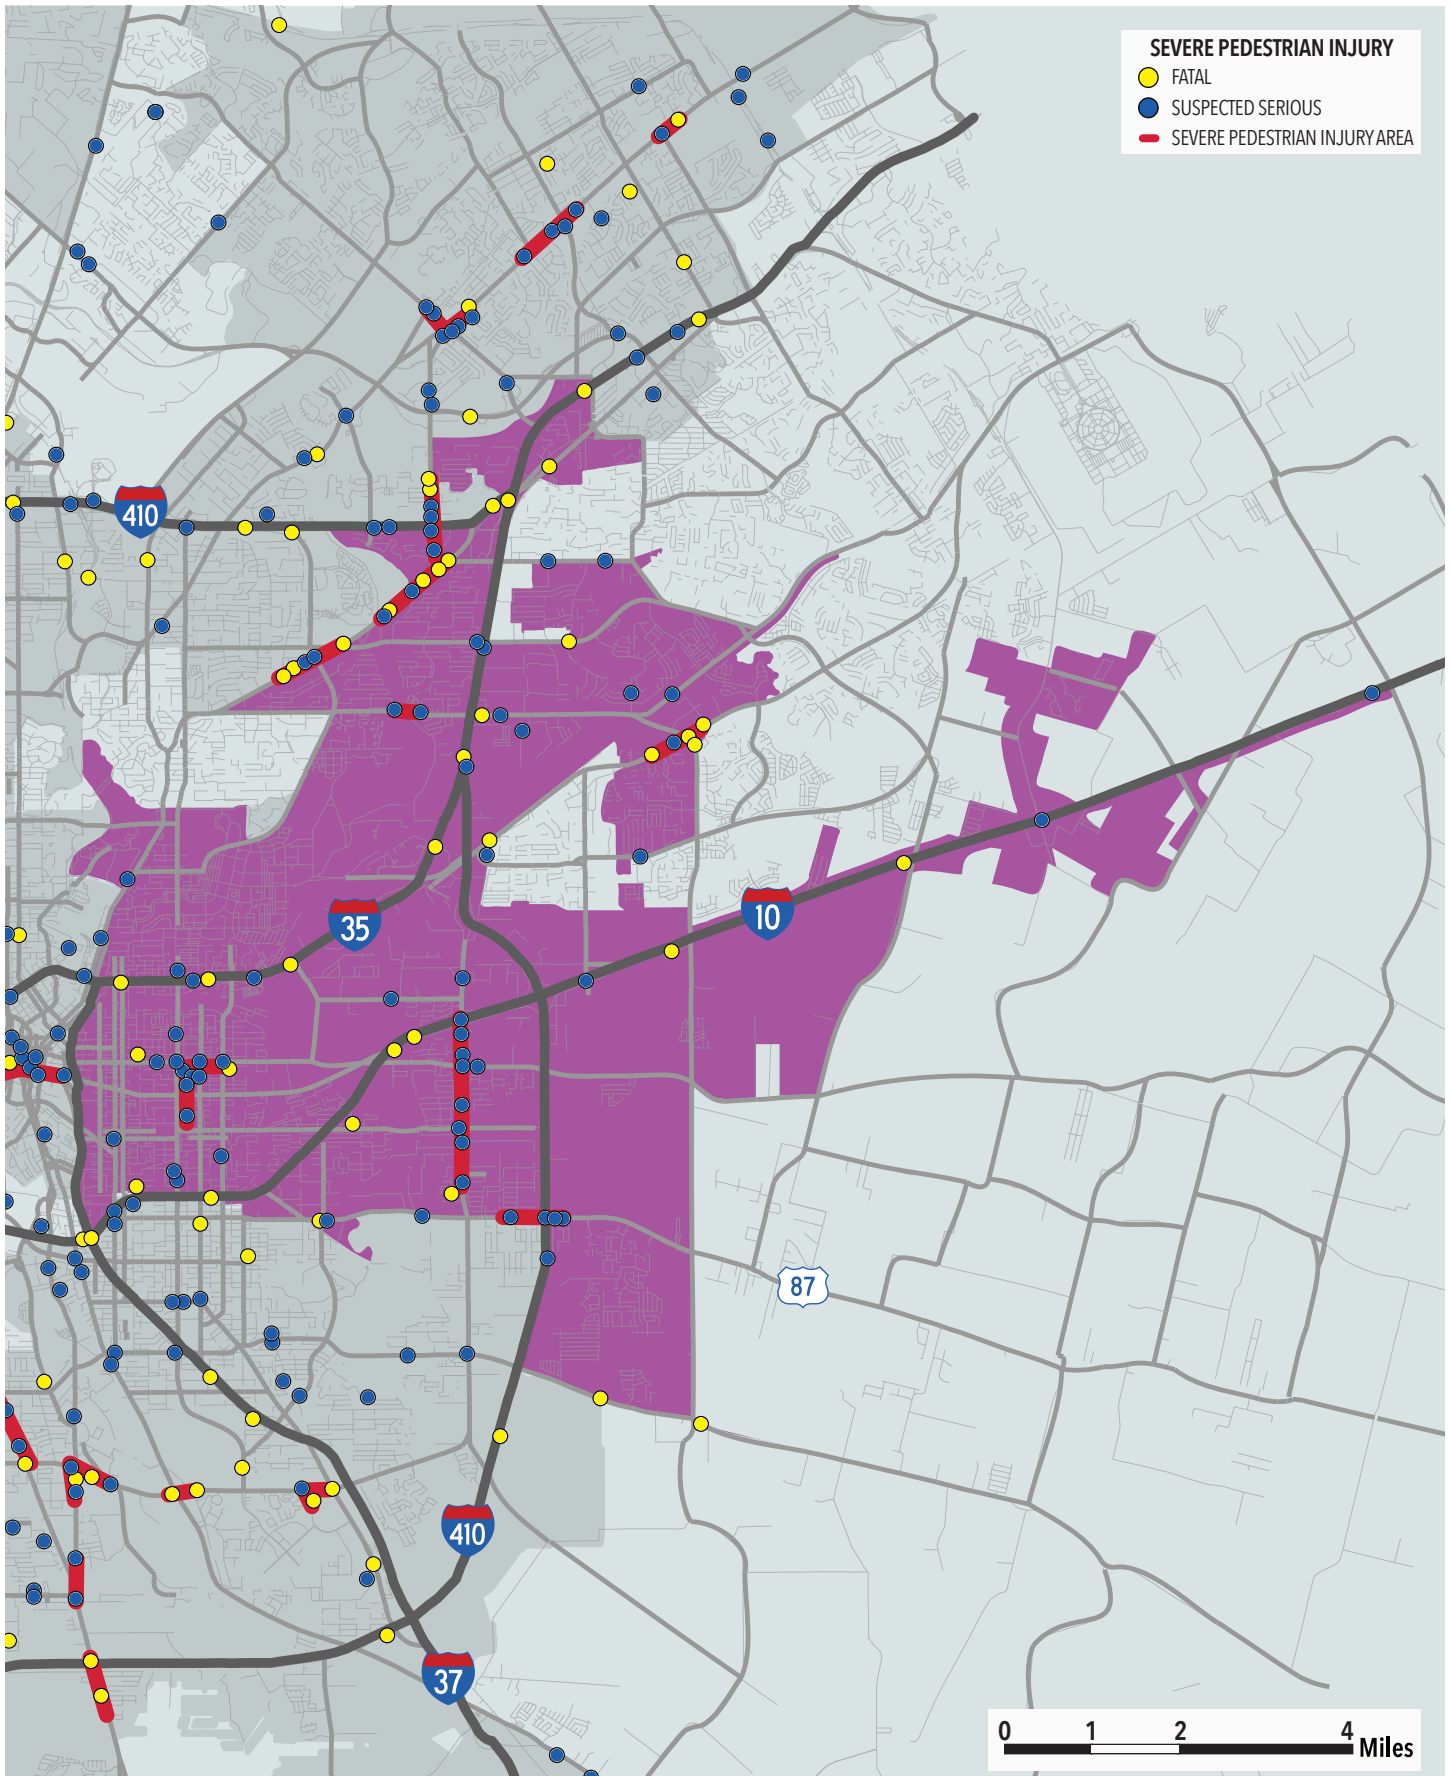 SEVERE PEDESTRIAN INJURY
FATAL
SUSPECTED SERIOUS
SEVERE PEDESTRIAN INJURY AREA
410
35
10
87
410
37
0 1 2 4
Miles